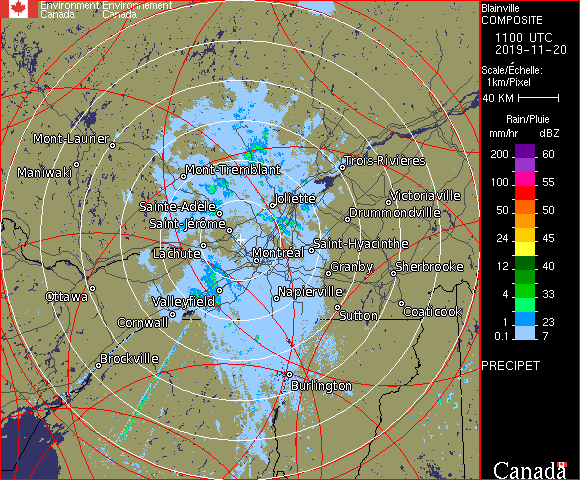 Environment Environnement
Canada Canada
Blainville
COMPOSITE
1100 UTC
2019-11-20
Scale/Échelle:
1km/Pixel
40 KM
Rain/Pluie
mm/hr dBZ
200 60
100 55
50 50
24 45
12 40
4 33
1 23
0.1 7
PRECIPET
Canada
Mont-Laurier
Maniwaki
Mont-Tremblant
Trois-Rivières
Joliette
Victoriaville
Sainte-Adèle
Drummondville
Saint-Jérôme
Lachute
Montréal
Saint-Hyacinthe
Granby
Sherbrooke
Ottawa
Valleyfield
Napierville
Cornwall
Sutton
Coaticook
Brockville
Burlington